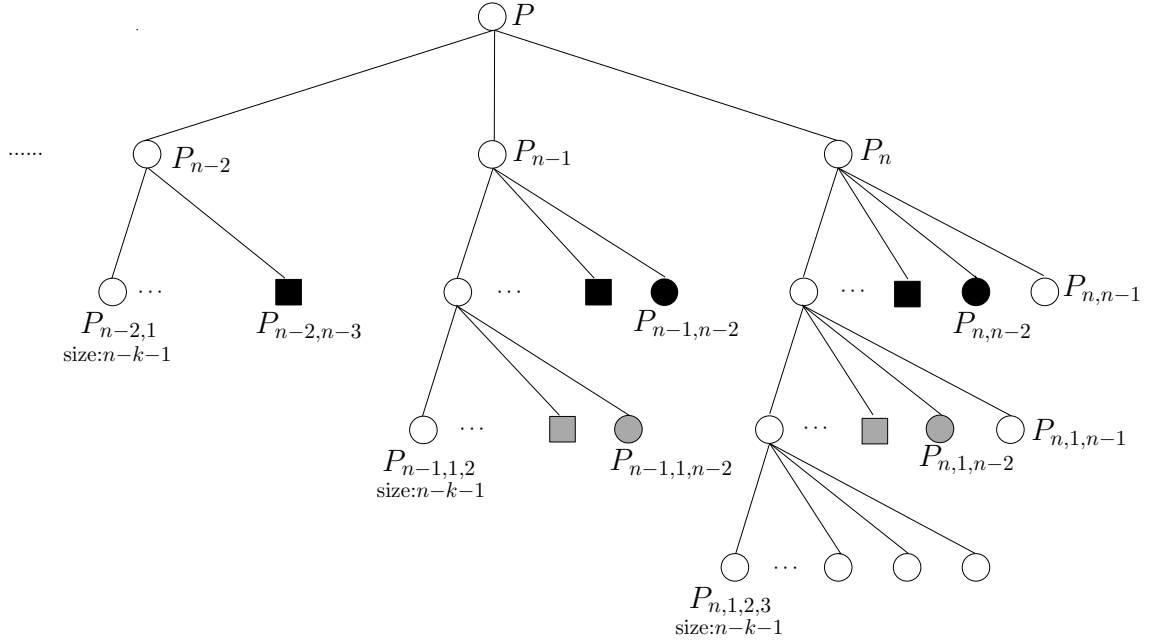 P
...... P_{n−2} P_{n−1} P_n
... ... ... P_{n,n−1}
P_{n−2,1} P_{n−2,n−3} P_{n−1,n−2} P_{n,n−2}
size:n−k−1
... ... P_{n,1,n−1}
P_{n−1,1,2} P_{n−1,1,n−2} P_{n,1,n−2}
size:n−k−1
...
P_{n,1,2,3}
size:n−k−1